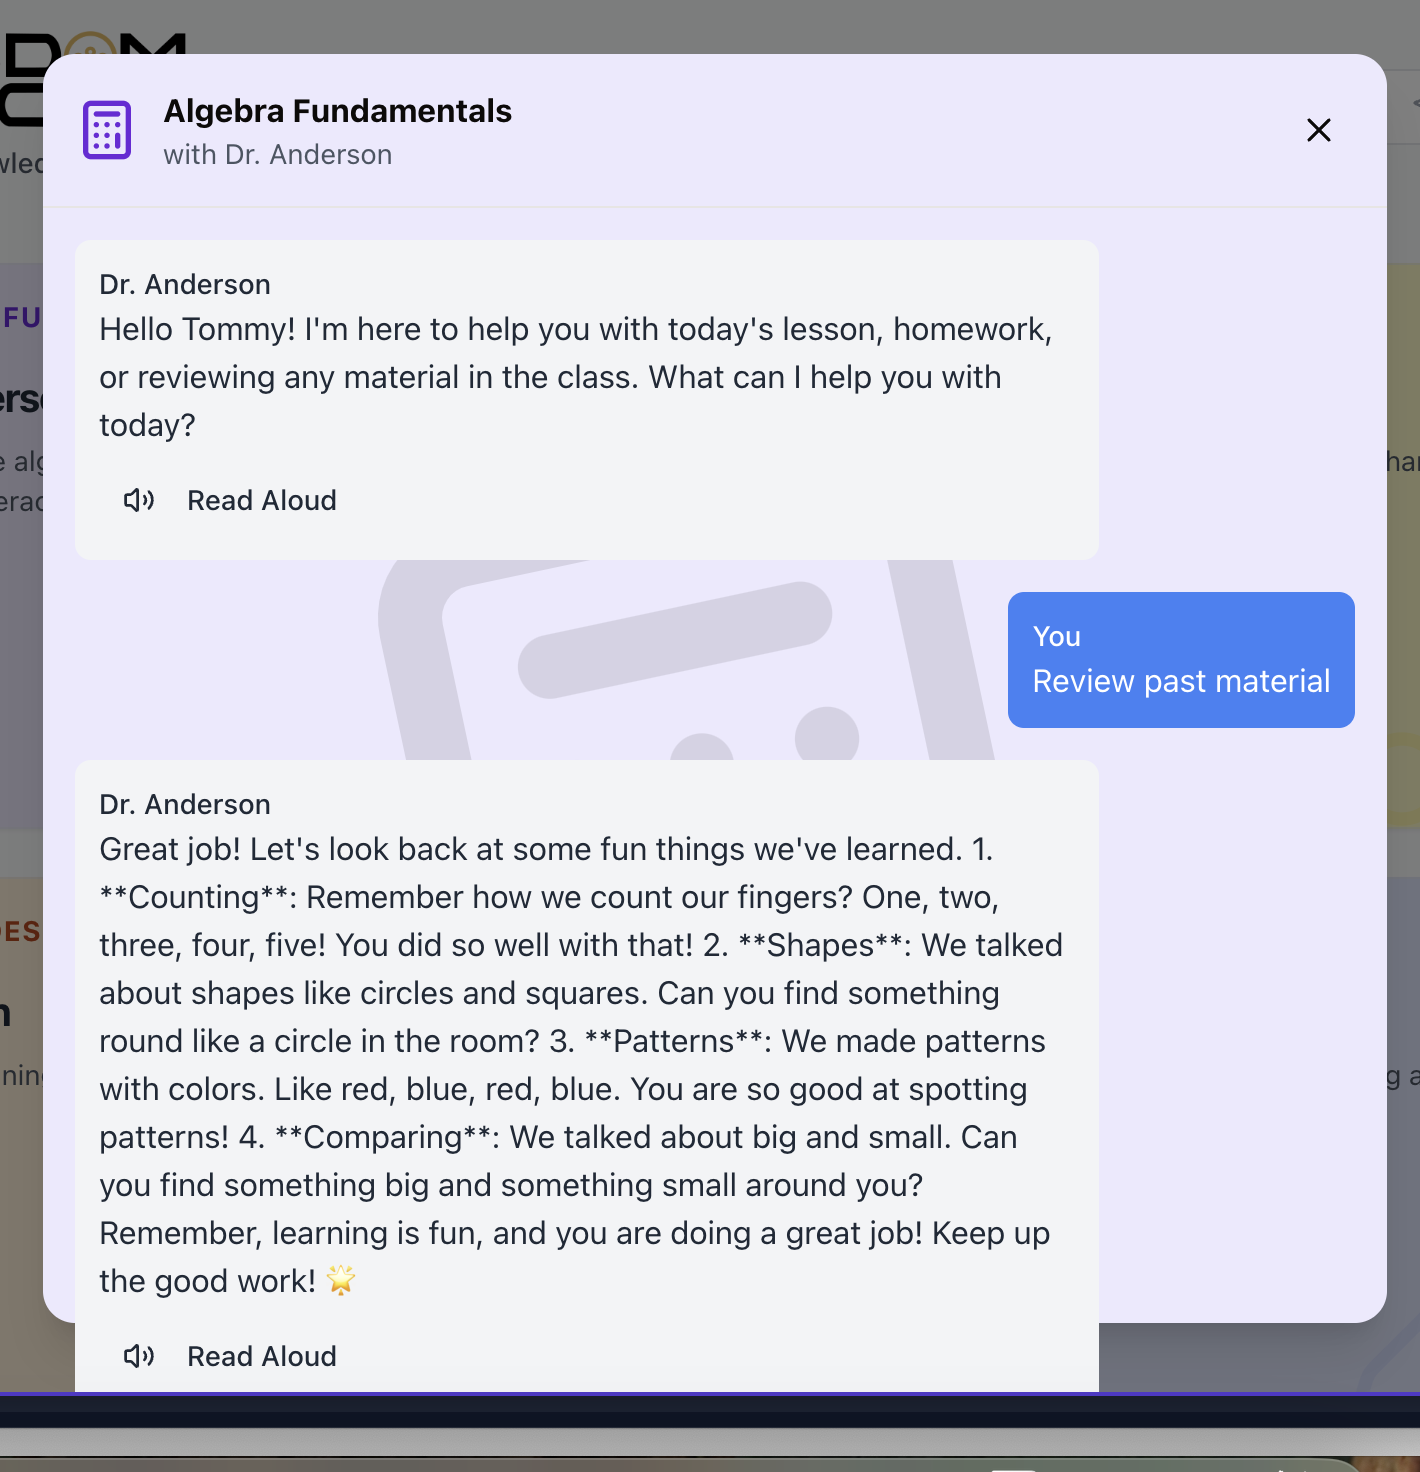 Algebra Fundamentals
with Dr. Anderson
Dr. Anderson
Hello Tommy! I'm here to help you with today's lesson, homework,
or reviewing any material in the class. What can I help you with
today?
Read Aloud
You
Review past material
Dr. Anderson
Great job! Let's look back at some fun things we've learned. 1.
**Counting**: Remember how we count our fingers? One, two,
three, four, five! You did so well with that! 2. **Shapes**: We talked
about shapes like circles and squares. Can you find something
round like a circle in the room? 3. **Patterns**: We made patterns
with colors. Like red, blue, red, blue. You are so good at spotting
patterns! 4. **Comparing**: We talked about big and small. Can
you find something big and something small around you?
Remember, learning is fun, and you are doing a great job! Keep up
the good work! 🌟
Read Aloud